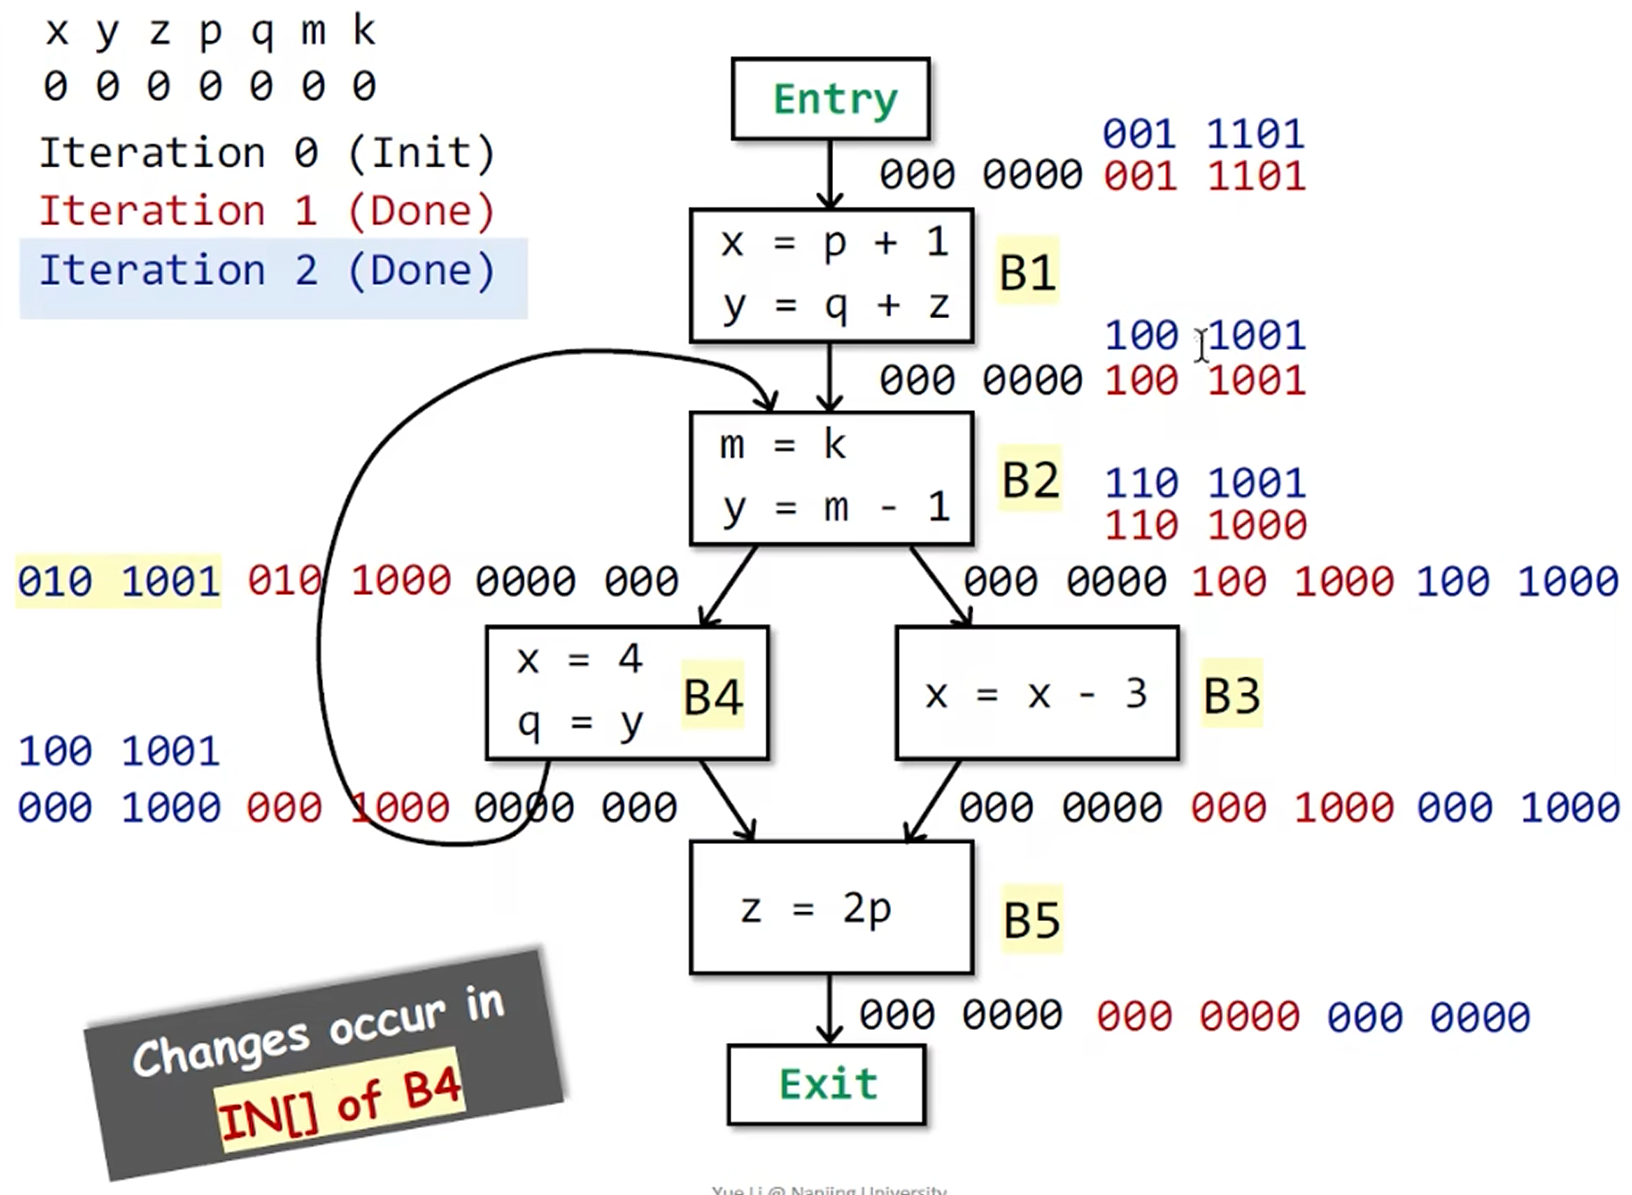 x y z p q m k
0 0 0 0 0 0 0
Iteration 0 (Init)
Iteration 1 (Done)
Iteration 2 (Done)
Entry
001 1101
000 0000 001 1101
x = p + 1
y = q + z
B1
100 1001
000 0000 100 1001
m = k
y = m - 1
B2
110 1001
110 1000
010 1001 010 1000 0000 000
000 0000 100 1000 100 1000
x = 4
q = y
B4
x = x - 3
B3
100 1001
000 1000 000 1000 0000 000
000 0000 000 1000 000 1000
z = 2p
B5
000 0000 000 0000 000 0000
Exit
Changes occur in
IN[] of B4
Yue Li @ Nanjing University